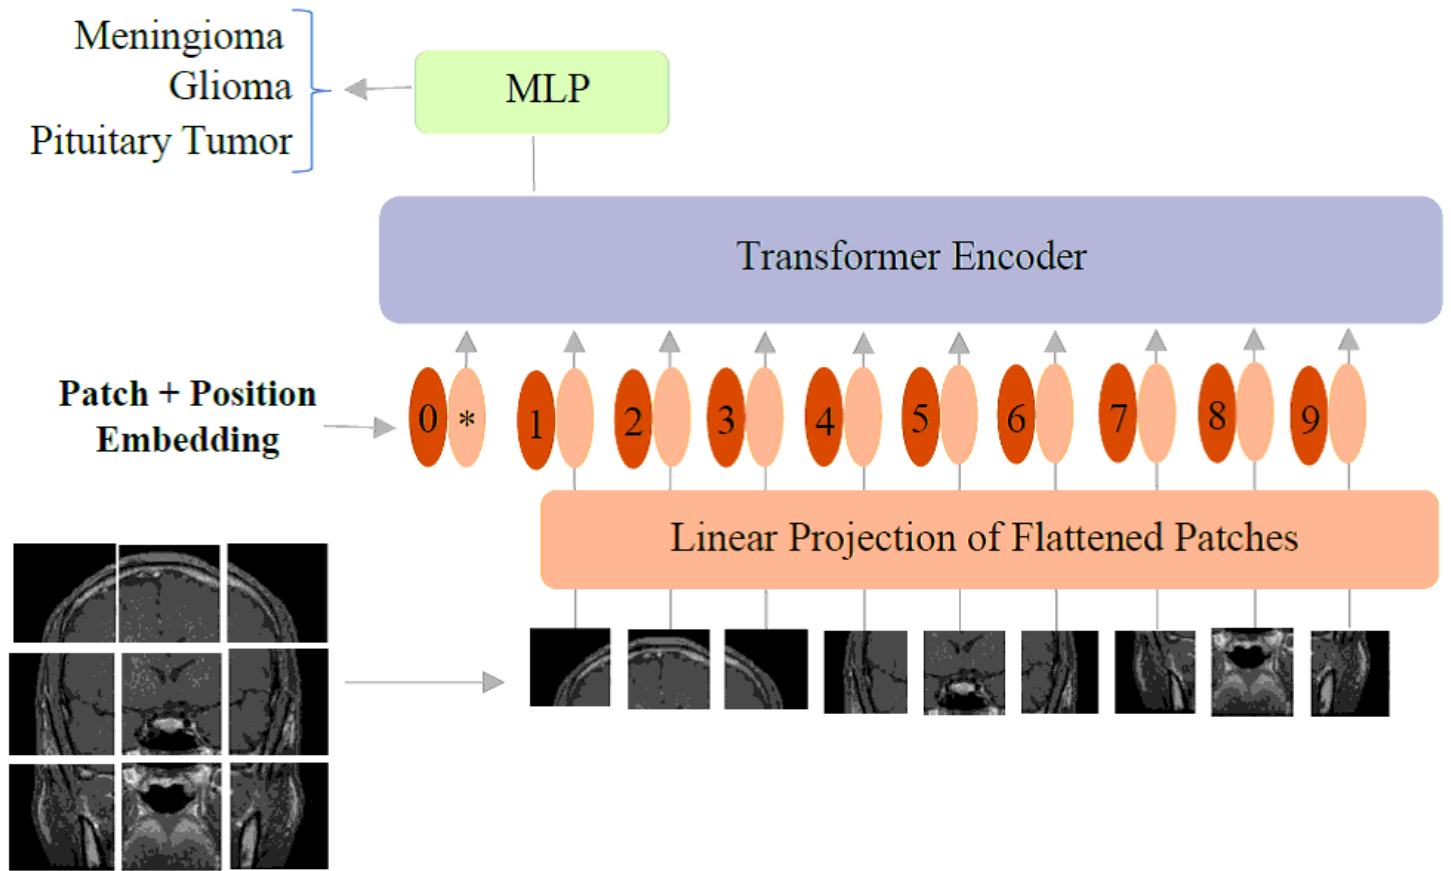 Meningioma
Glioma
Pituitary Tumor
MLP
Transformer Encoder
Patch + Position
Embedding
0 * 1 2 3 4 5 6 7 8 9
Linear Projection of Flattened Patches